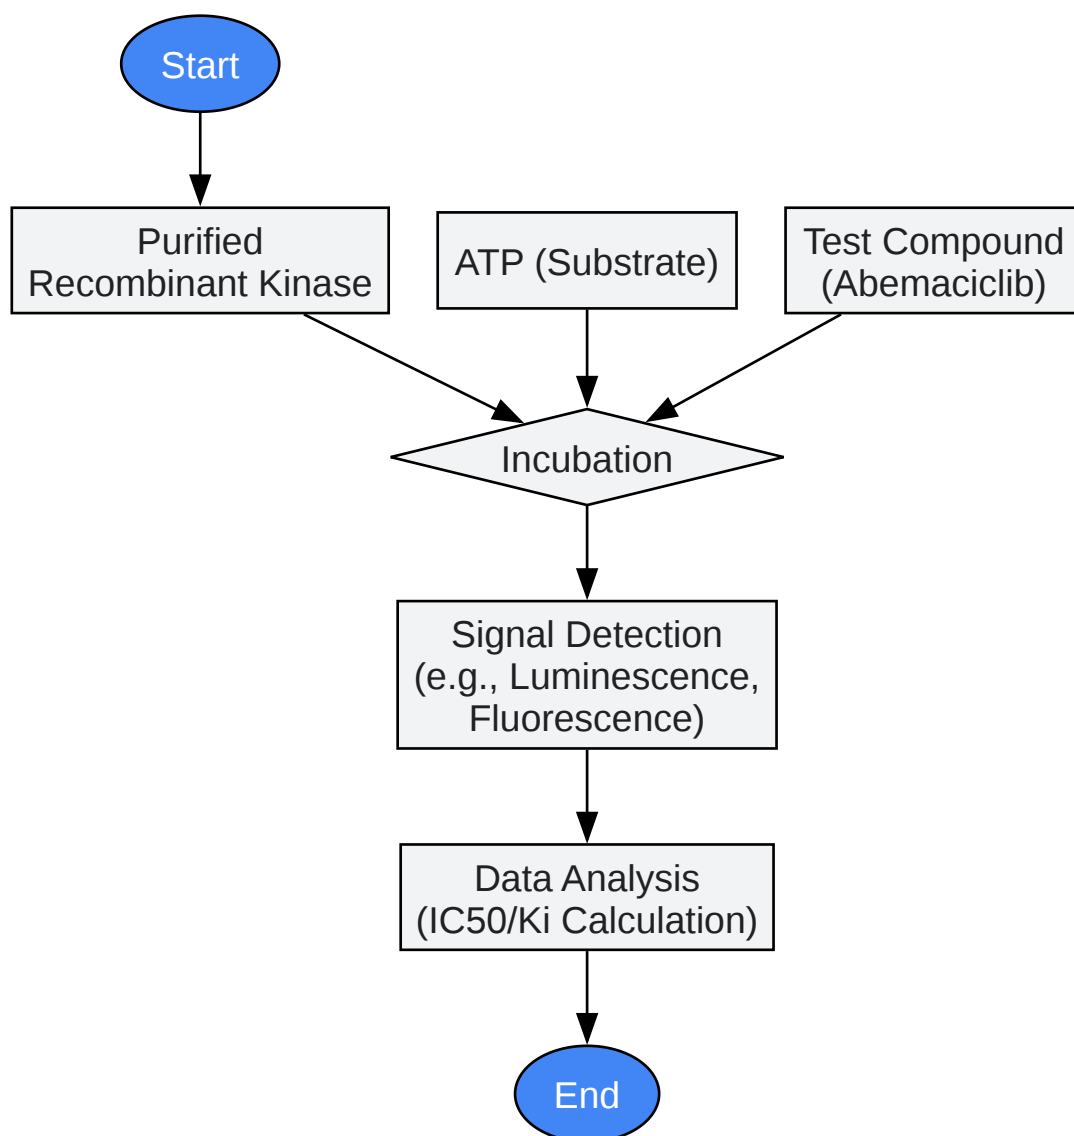 Start
Purified
Recombinant Kinase
ATP (Substrate)
Test Compound
(Abemaciclib)
Incubation
Signal Detection
(e.g., Luminescence,
Fluorescence)
Data Analysis
(IC50/Ki Calculation)
End